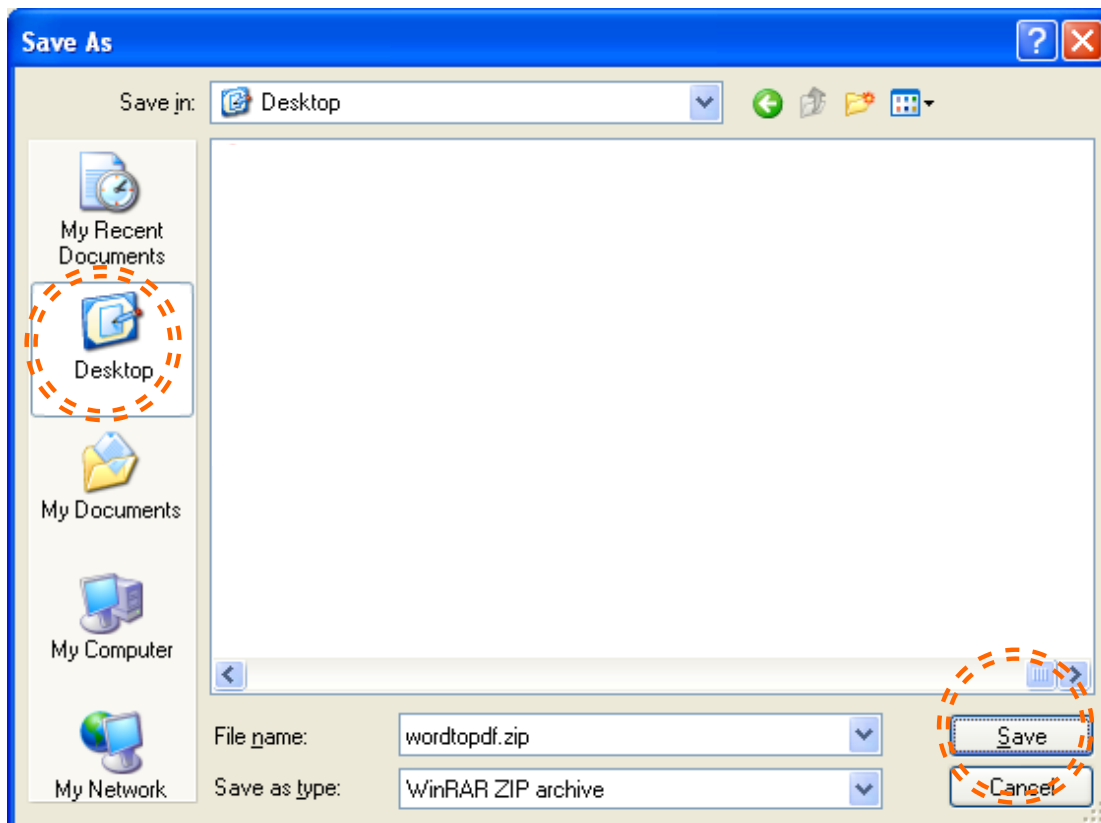 Save As
Save in:
Desktop
My Recent
Documents
Desktop
My Documents
My Computer
My Network
File name:
wordtopdf.zip
Save
Save as type:
WinRAR ZIP archive
Cancel